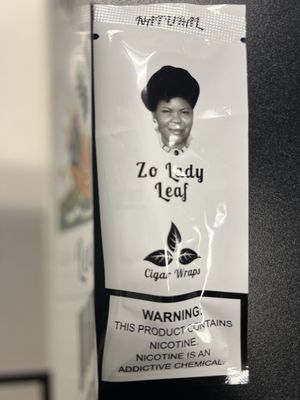 NATURAL
Zo Lady
Leaf
Cigar Wraps
WARNING:
THIS PRODUCT CONTAINS
NICOTINE.
NICOTINE IS AN
ADDICTIVE CHEMICAL.